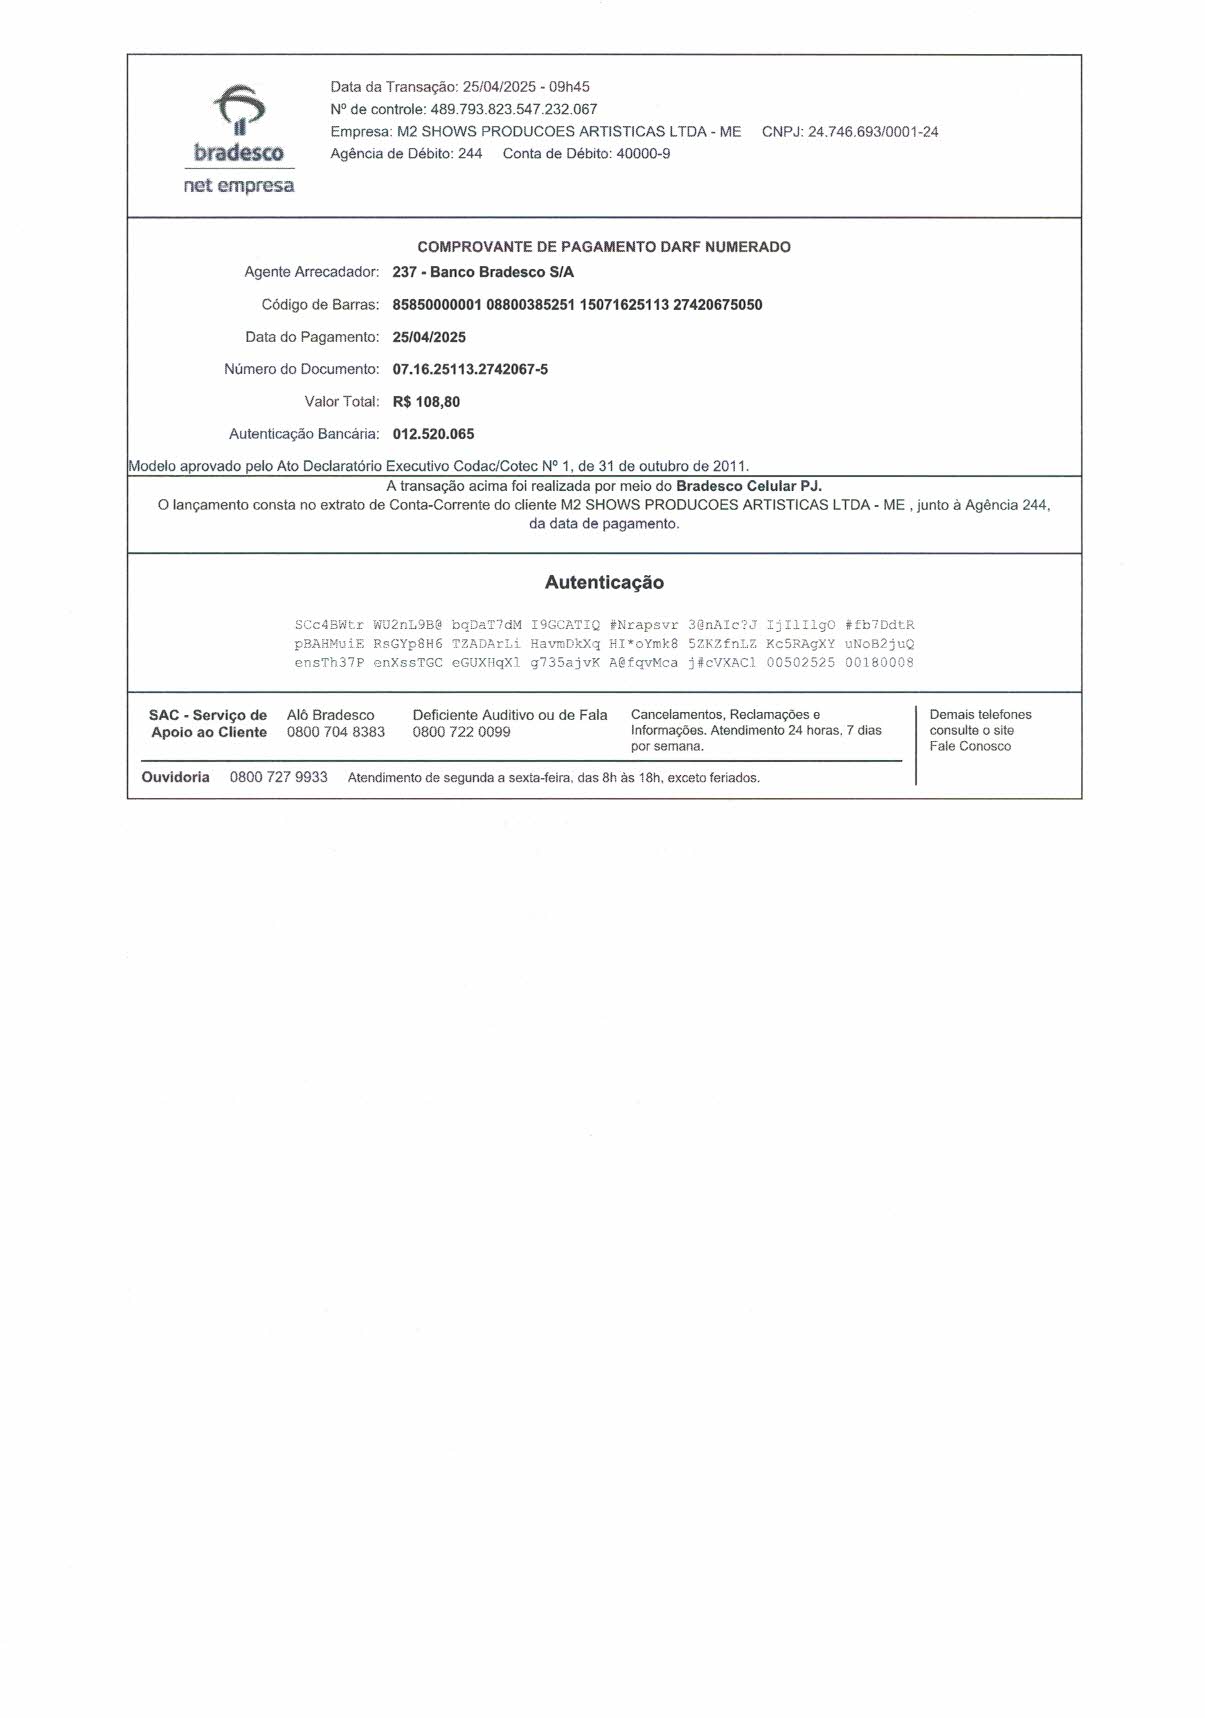 Data da Transação: 25/04/2025 - 09h45
Nº de controle: 489.793.823.547.232.067
Empresa: M2 SHOWS PRODUCOES ARTISTICAS LTDA - ME CNPJ: 24.746.693/0001-24
Agência de Débito: 244 Conta de Débito: 40000-9
bradesco
net empresa
COMPROVANTE DE PAGAMENTO DARF NUMERADO
Agente Arrecadador: 237 - Banco Bradesco S/A
Código de Barras: 85850000001 08800385251 15071625113 27420675050
Data do Pagamento: 25/04/2025
Número do Documento: 07.16.25113.2742067-5
Valor Total: R$ 108,80
Autenticação Bancária: 012.520.065
Modelo aprovado pelo Ato Declaratório Executivo Codac/Cotec Nº 1, de 31 de outubro de 2011.
A transação acima foi realizada por meio do Bradesco Celular PJ.
O lançamento consta no extrato de Conta-Corrente do cliente M2 SHOWS PRODUCOES ARTISTICAS LTDA - ME , junto à Agência 244,
da data de pagamento.
Autenticação
SCc4BWtr WU2nL9B@ bqDaT7dM I9GCATIQ #Nrapsvr 3@nAIc?J IjIlIlgO #fb7DdtR
pBAHMuiE RsGYp8H6 TZADArLi HavmDkXq HI*oYmk8 5ZKZfnLZ Kc5RAgXY uNoB2juQ
ensTh37P enXssTGC eGUXHqXl g735ajvK A@fqvMca j#cVXACl 00502525 00180008
SAC - Serviço de Apoio ao Cliente
Alô Bradesco
0800 704 8383
Deficiente Auditivo ou de Fala
0800 722 0099
Cancelamentos, Reclamações e
Informações. Atendimento 24 horas, 7 dias
por semana.
Demais telefones
consulte o site
Fale Conosco
Ouvidoria 0800 727 9933 Atendimento de segunda a sexta-feira, das 8h às 18h, exceto feriados.